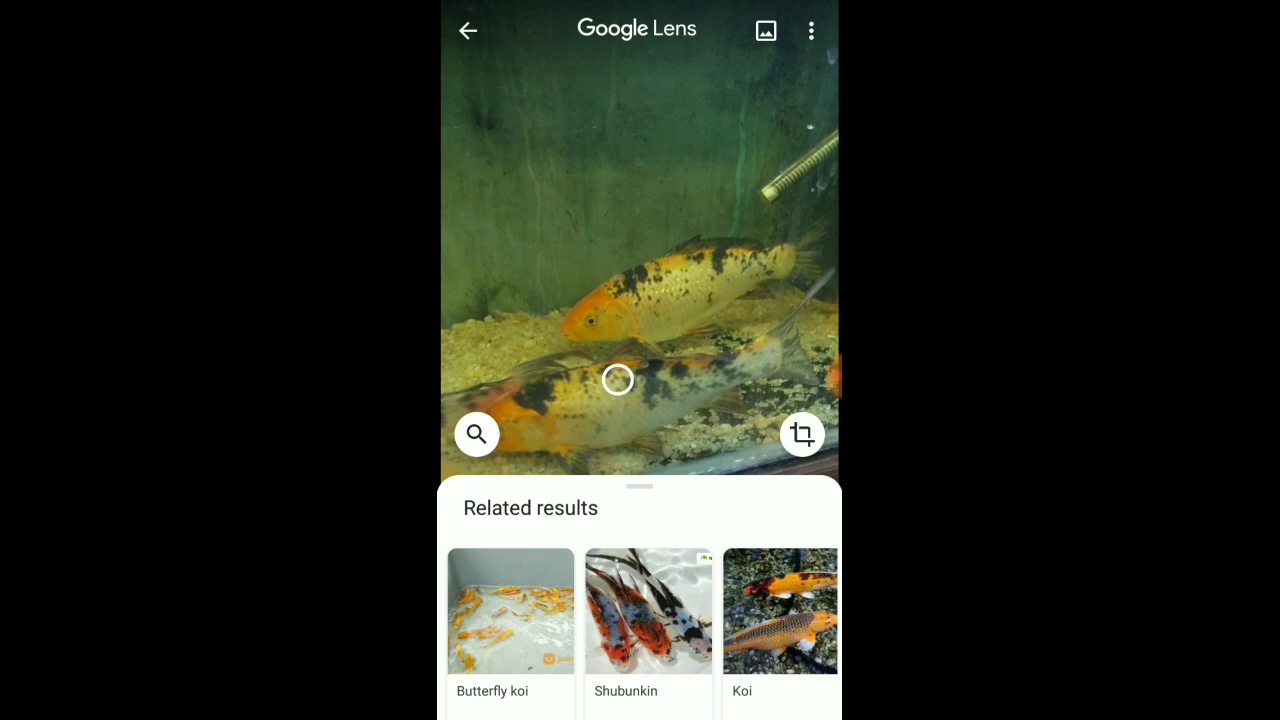 Google Lens
Related results
Butterfly koi
Shubunkin
Koi